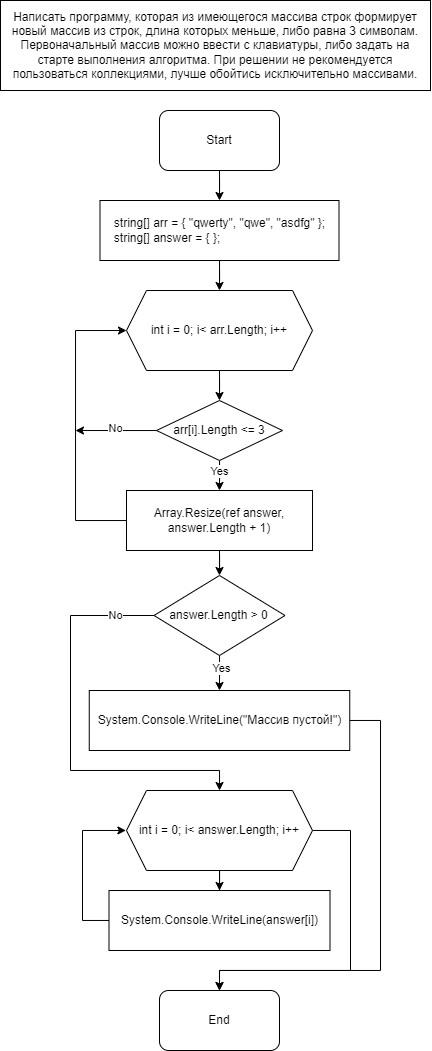 Написать программу, которая из имеющегося массива строк формирует
новый массив из строк, длина которых меньше, либо равна 3 символам.
Первоначальный массив можно ввести с клавиатуры, либо задать на
старте выполнения алгоритма. При решении не рекомендуется
пользоваться коллекциями, лучше обойтись исключительно массивами.
Start
string[] arr = { "qwerty", "qwe", "asdfg" };
string[] answer = { };
int i = 0; i< arr.Length; i++
No
arr[i].Length <= 3
Yes
Array.Resize(ref answer,
answer.Length + 1)
No
answer.Length > 0
Yes
System.Console.WriteLine("Массив пустой!")
int i = 0; i< answer.Length; i++
System.Console.WriteLine(answer[i])
End